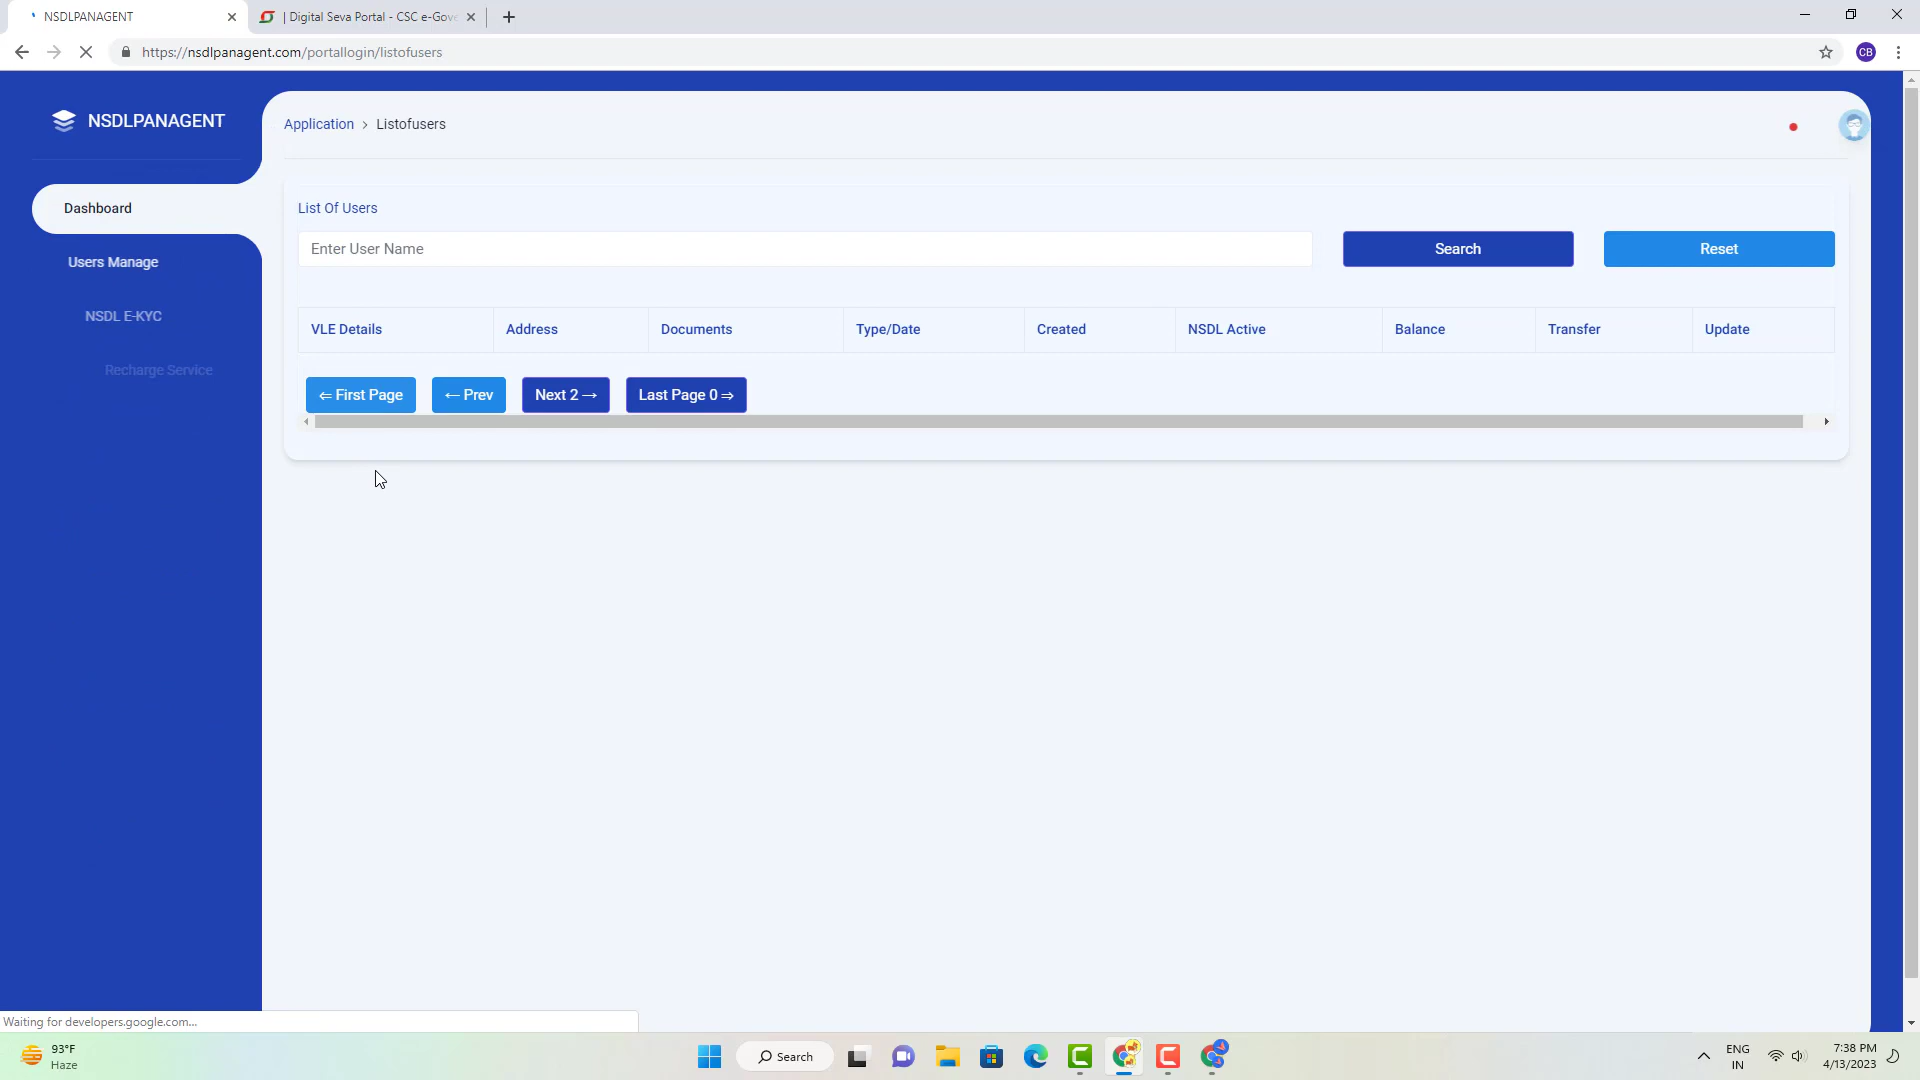 NSDLPANAGENT
| Digital Seva Portal - CSC e-Gove
https://nsdlpanagent.com/portallogin/listofusers
CB
NSDLPANAGENT
Application > Listofusers
Dashboard
Users Manage
NSDL E-KYC
Recharge Service
List Of Users
Enter User Name
Search
Reset
VLE Details Address Documents Type/Date Created NSDL Active Balance Transfer Update
⇐ First Page ← Prev Next 2 → Last Page 0 ⇒
Waiting for developers.google.com...
93°F
Haze
Search
ENG
IN
7:38 PM
4/13/2023